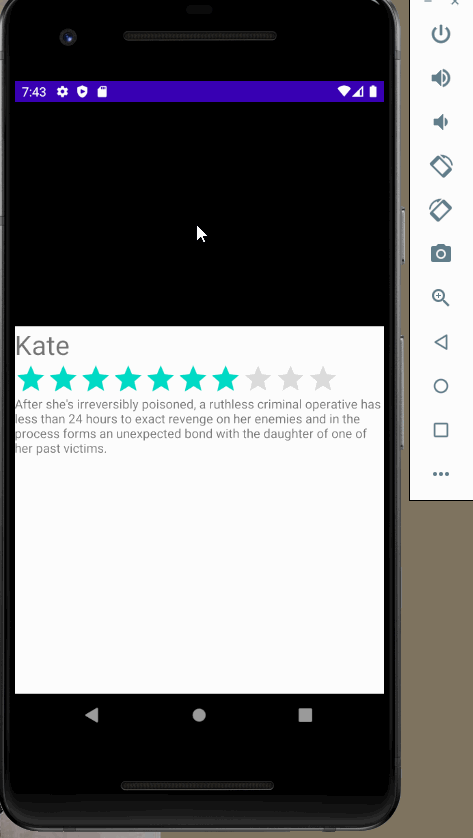 7:43
Kate
After she's irreversibly poisoned, a ruthless criminal operative has
less than 24 hours to exact revenge on her enemies and in the
process forms an unexpected bond with the daughter of one of
her past victims.